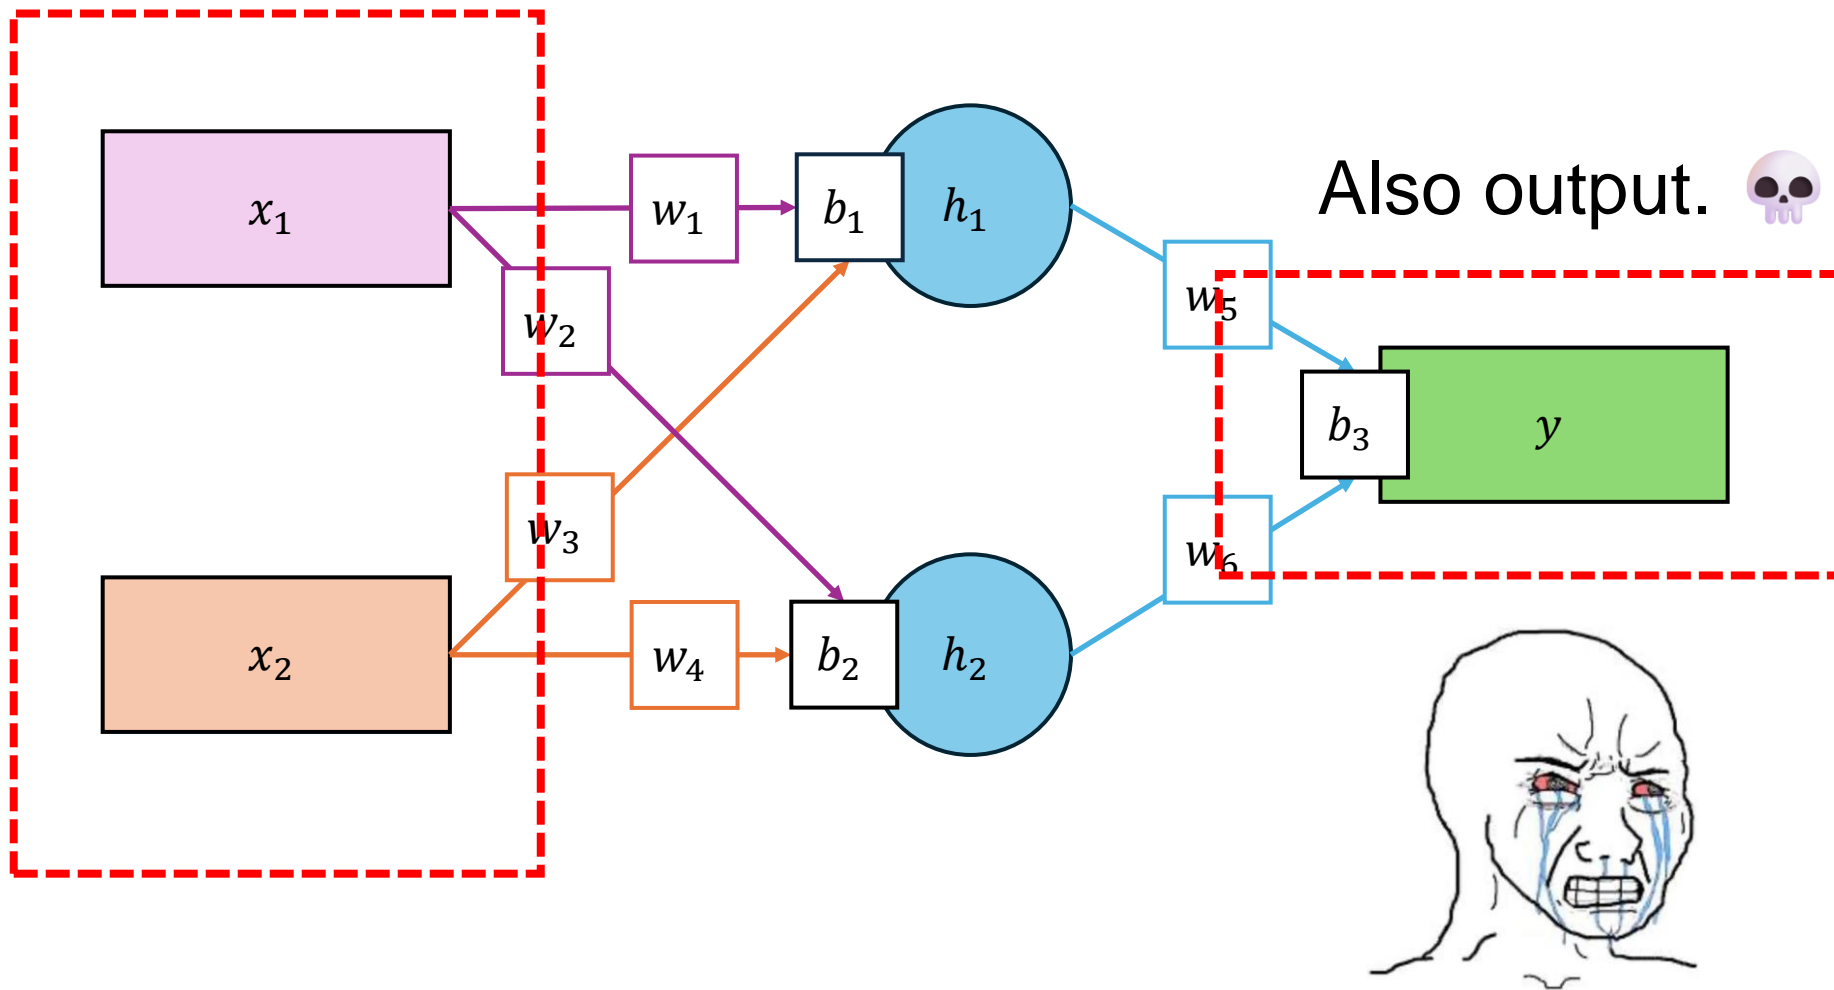 Also output. 💀
x₁
w₁
b₁
h₁
w₂
w₅
b₃
y
w₃
w₆
x₂
w₄
b₂
h₂